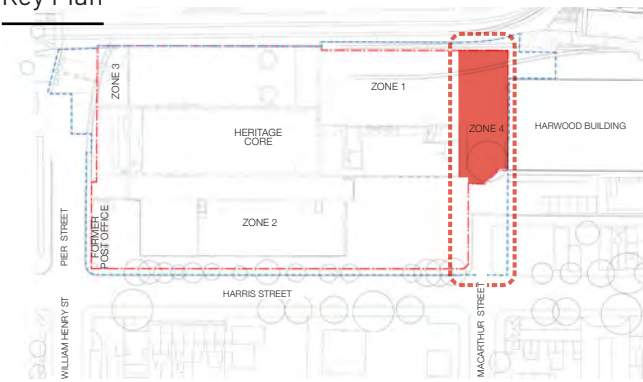 Key Plan
ZONE 3
ZONE 1
ZONE 4
HARWOOD BUILDING
HERITAGE
CORE
ZONE 2
FORMER
POST OFFICE
PIER STREET
HARRIS STREET
WILLIAM HENRY ST
MACARTHUR STREET